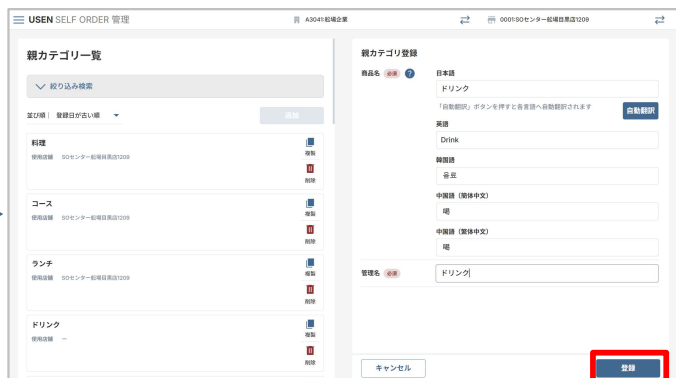 USEN SELF ORDER 管理
A3041:船場企業
0001:SOセンター船場目黒店1209
親カテゴリ一覧
絞り込み検索
並び順 登録日が古い順
追加
料理
使用店舗 SOセンター船場目黒店1209
複製
削除
コース
使用店舗 SOセンター船場目黒店1209
複製
削除
ランチ
使用店舗 SOセンター船場目黒店1209
複製
削除
ドリンク
使用店舗 ー
複製
削除
親カテゴリ登録
商品名 必須 ?
日本語
ドリンク
「自動翻訳」ボタンを押すと各言語へ自動翻訳されます
自動翻訳
英語
Drink
韓国語
음료
中国語（簡体中文）
喝
中国語（繁体中文）
喝
管理名 必須
ドリンク
キャンセル
登録